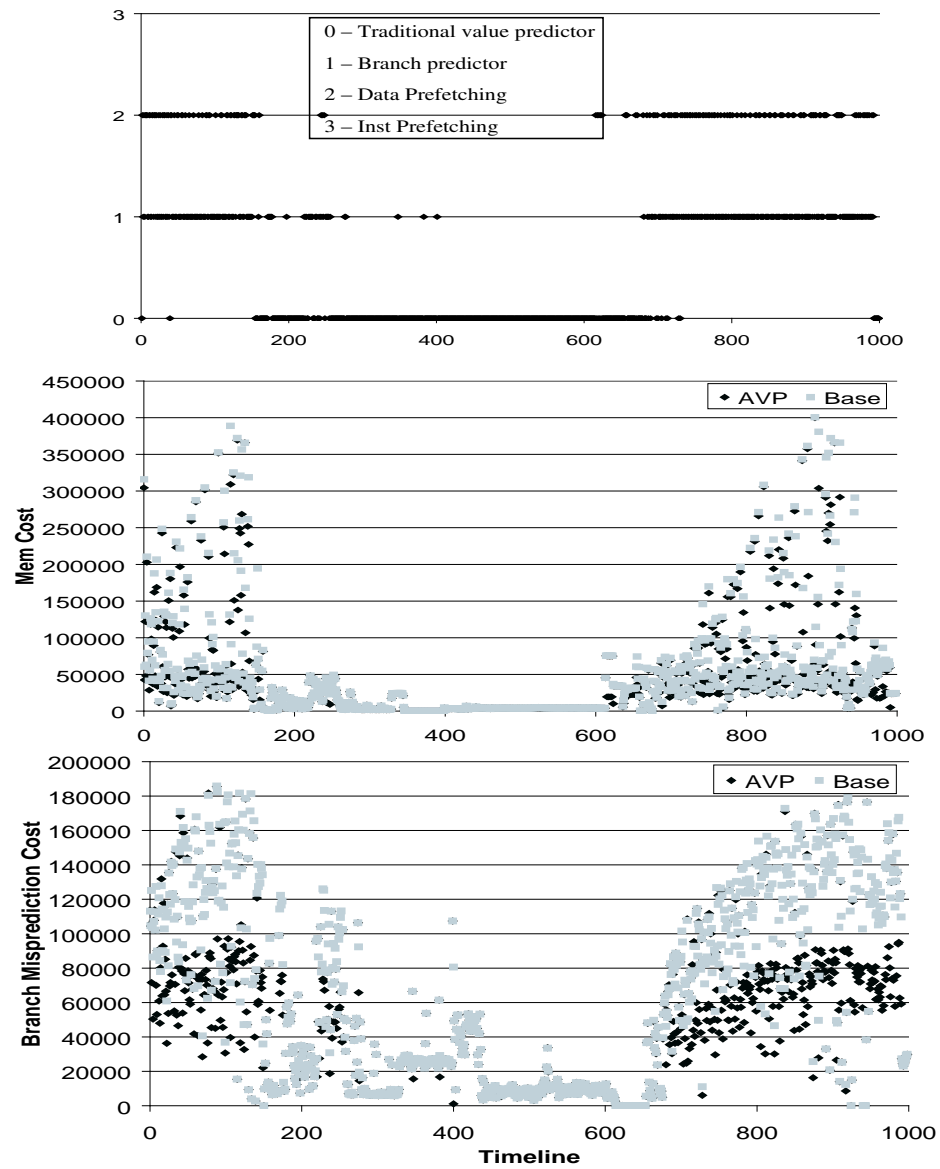 3
2
1
0
0 – Traditional value predictor
1 – Branch predictor
2 – Data Prefetching
3 – Inst Prefetching
0 200 400 600 800 1000
450000
400000
350000
300000
250000
200000
150000
100000
50000
0
Mem Cost
AVP Base
0 200 400 600 800 1000
200000
180000
160000
140000
120000
100000
80000
60000
40000
20000
0
Branch Misprediction Cost
AVP Base
0 200 400 600 800 1000
Timeline